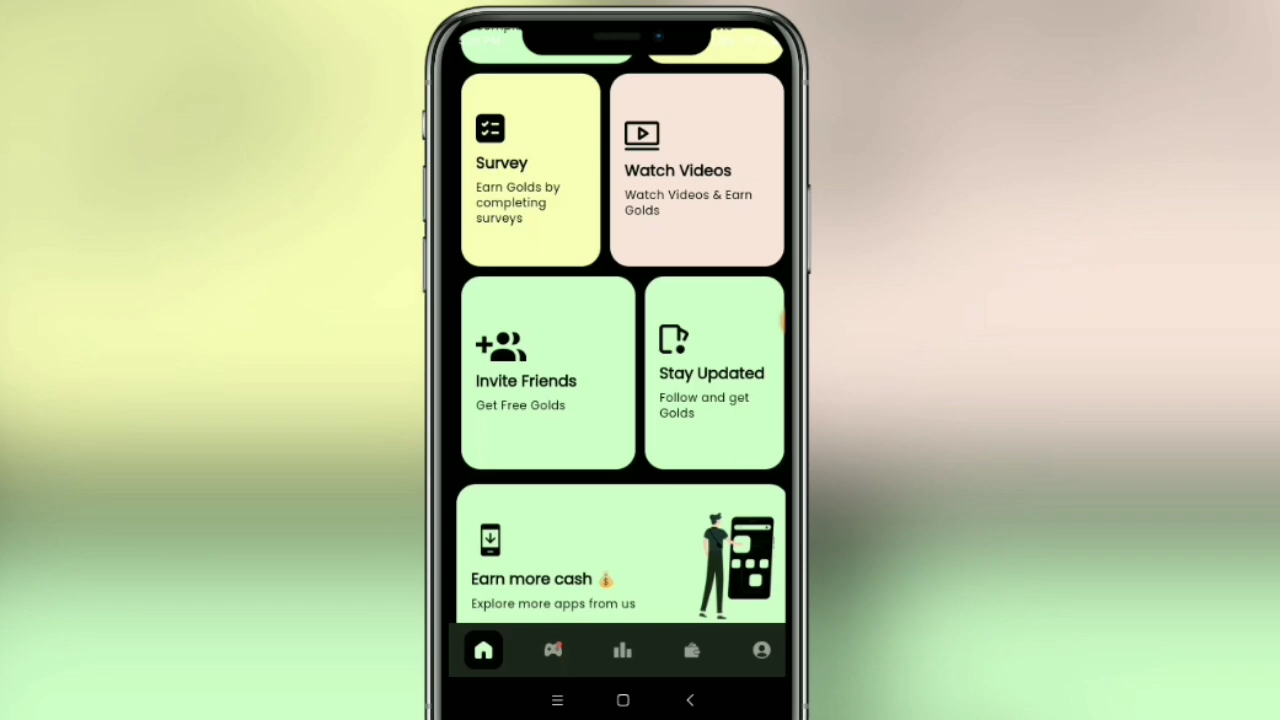 Survey
Earn Golds by
completing
surveys
Watch Videos
Watch Videos & Earn
Golds
Invite Friends
Get Free Golds
Stay Updated
Follow and get
Golds
Earn more cash 💰
Explore more apps from us